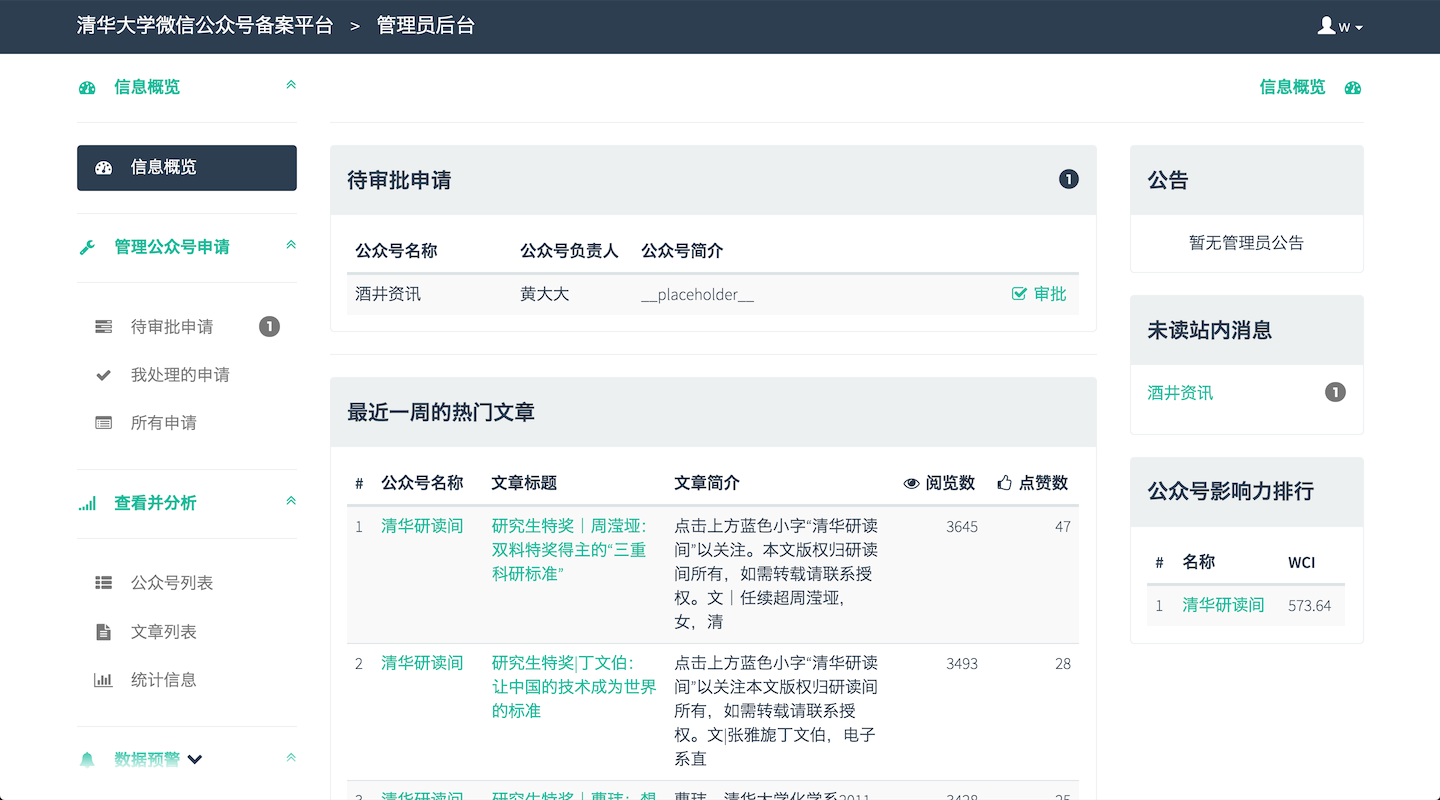 清华大学微信公众号备案平台 > 管理员后台
w
信息概览
信息概览
信息概览
管理公众号申请
待审批申请 1
我处理的申请
所有申请
查看并分析
公众号列表
文章列表
统计信息
数据预警
待审批申请 1
公众号名称 公众号负责人 公众号简介
酒井资讯 黄大大 __placeholder__ 审批
最近一周的热门文章
# 公众号名称 文章标题 文章简介 阅览数 点赞数
1 清华研读间 研究生特奖｜周滢垭： 点击上方蓝色小字“清华研读 3645 47
双料特奖得主的“三重 间”以关注。本文版权归研读
科研标准” 间所有，如需转载请联系授
权。文｜任续超周滢垭，
女，清
2 清华研读间 研究生特奖|丁文伯： 点击上方蓝色小字“清华研读 3493 28
让中国的技术成为世界 间”以关注本文版权归研读间
的标准 所有，如需转载请联系授
权。文|张雅旎丁文伯，电子
系直
3 清华研读间 研究生特奖｜曹玮：想 曹玮，清华大学化学系2011 3428 25
公告
暂无管理员公告
未读站内消息
酒井资讯 1
公众号影响力排行
# 名称 WCI
1 清华研读间 573.64